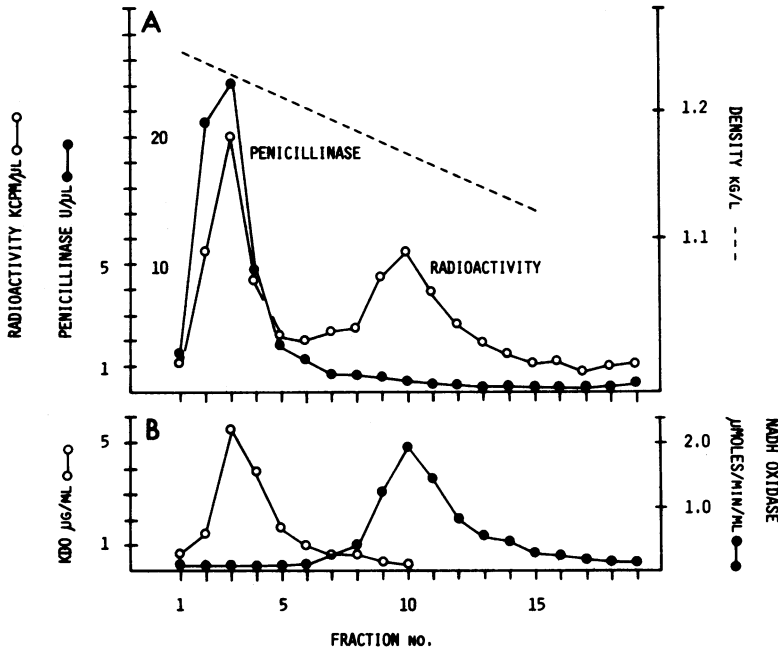 A
RADIOACTIVITY KCPM/µL
PENICILLINASE U/µL
20
10
5
1
PENICILLINASE
RADIOACTIVITY
1.2
1.1
DENSITY KG/L
B
KDO µG/ML
5
1
2.0
1.0
µMOLES/MIN/ML
NADH OXIDASE
1 5 10 15
FRACTION NO.